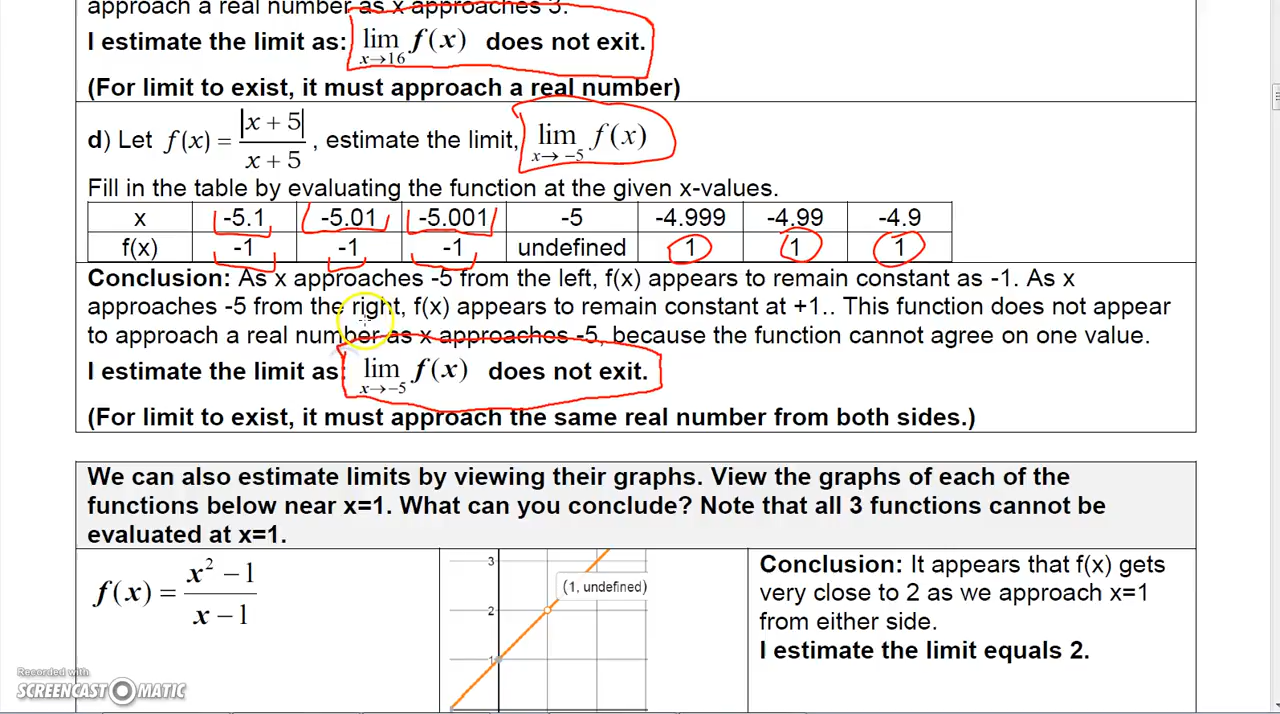 approach a real number as x approaches 3.
I estimate the limit as: lim x→16 f(x) does not exit.
(For limit to exist, it must approach a real number)
d) Let f(x) = |x + 5| / x + 5 , estimate the limit, lim x→ −5 f(x)
Fill in the table by evaluating the function at the given x-values.
x -5.1 -5.01 -5.001 -5 -4.999 -4.99 -4.9
f(x) -1 -1 -1 undefined 1 1 1
Conclusion: As x approaches -5 from the left, f(x) appears to remain constant as -1. As x
approaches -5 from the right, f(x) appears to remain constant at +1.. This function does not appear
to approach a real number as x approaches -5, because the function cannot agree on one value.
I estimate the limit as: lim x→−5 f(x) does not exit.
(For limit to exist, it must approach the same real number from both sides.)
We can also estimate limits by viewing their graphs. View the graphs of each of the
functions below near x=1. What can you conclude? Note that all 3 functions cannot be
evaluated at x=1.
f(x) = x² − 1 / x − 1
3
(1, undefined)
2
1
Conclusion: It appears that f(x) gets
very close to 2 as we approach x=1
from either side.
I estimate the limit equals 2.
Recorded with
SCREENCAST-O-MATIC